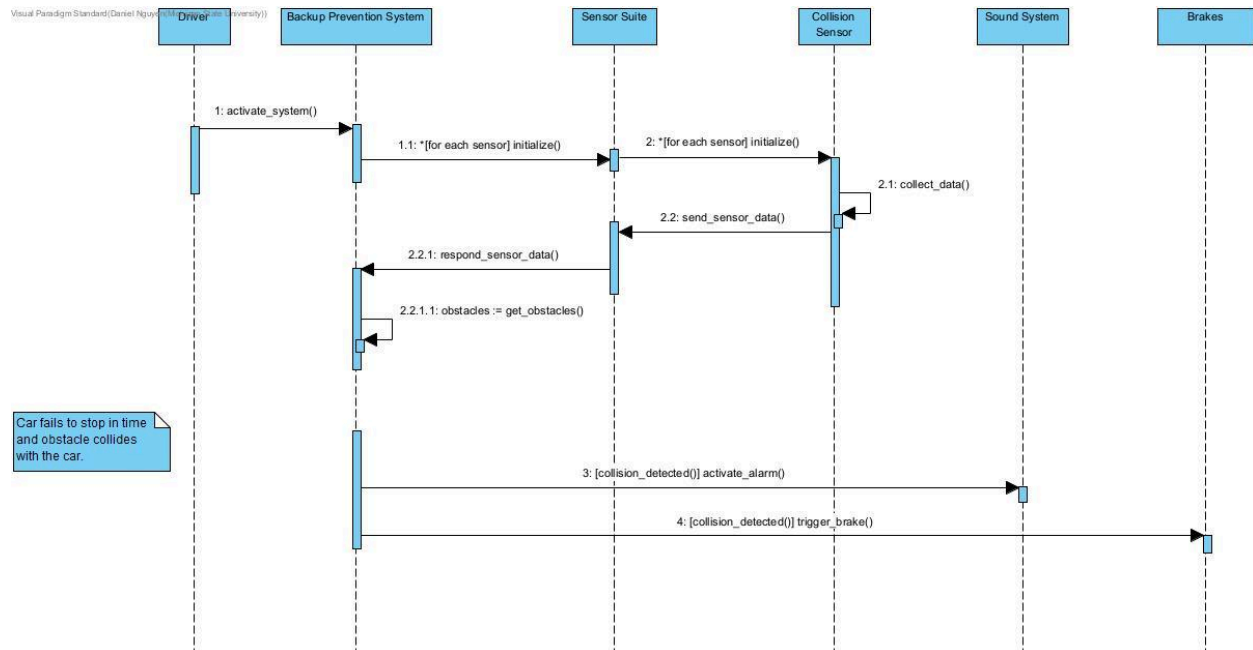 Visual Paradigm Standard(Daniel Nguyen(Michigan State University))
Driver
Backup Prevention System
Sensor Suite
Collision
Sensor
Sound System
Brakes
1: activate_system()
1.1: *[for each sensor] initialize()
2: *[for each sensor] initialize()
2.1: collect_data()
2.2: send_sensor_data()
2.2.1: respond_sensor_data()
2.2.1.1: obstacles := get_obstacles()
Car fails to stop in time
and obstacle collides
with the car.
3: [collision_detected()] activate_alarm()
4: [collision_detected()] trigger_brake()